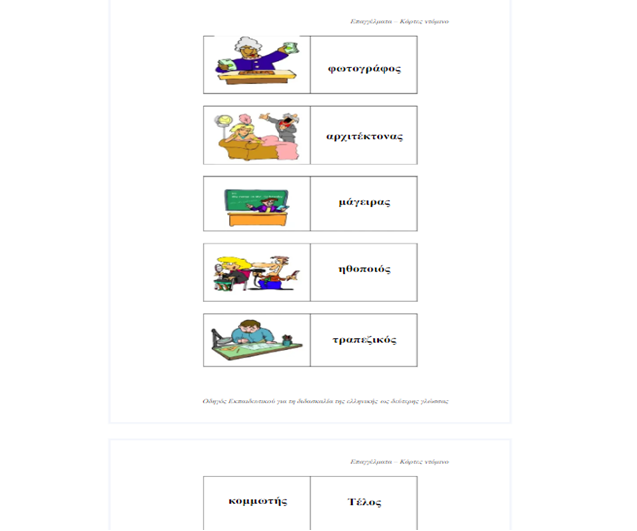 Επαγγέλματα – Κάρτες ντόμινο
φωτογράφος
αρχιτέκτονας
μάγειρας
ηθοποιός
τραπεζικός
Οδηγός Εκπαιδευτικού για τη διδασκαλία της ελληνικής ως δεύτερης γλώσσας
Επαγγέλματα – Κάρτες ντόμινο
κομμωτής
Τέλος